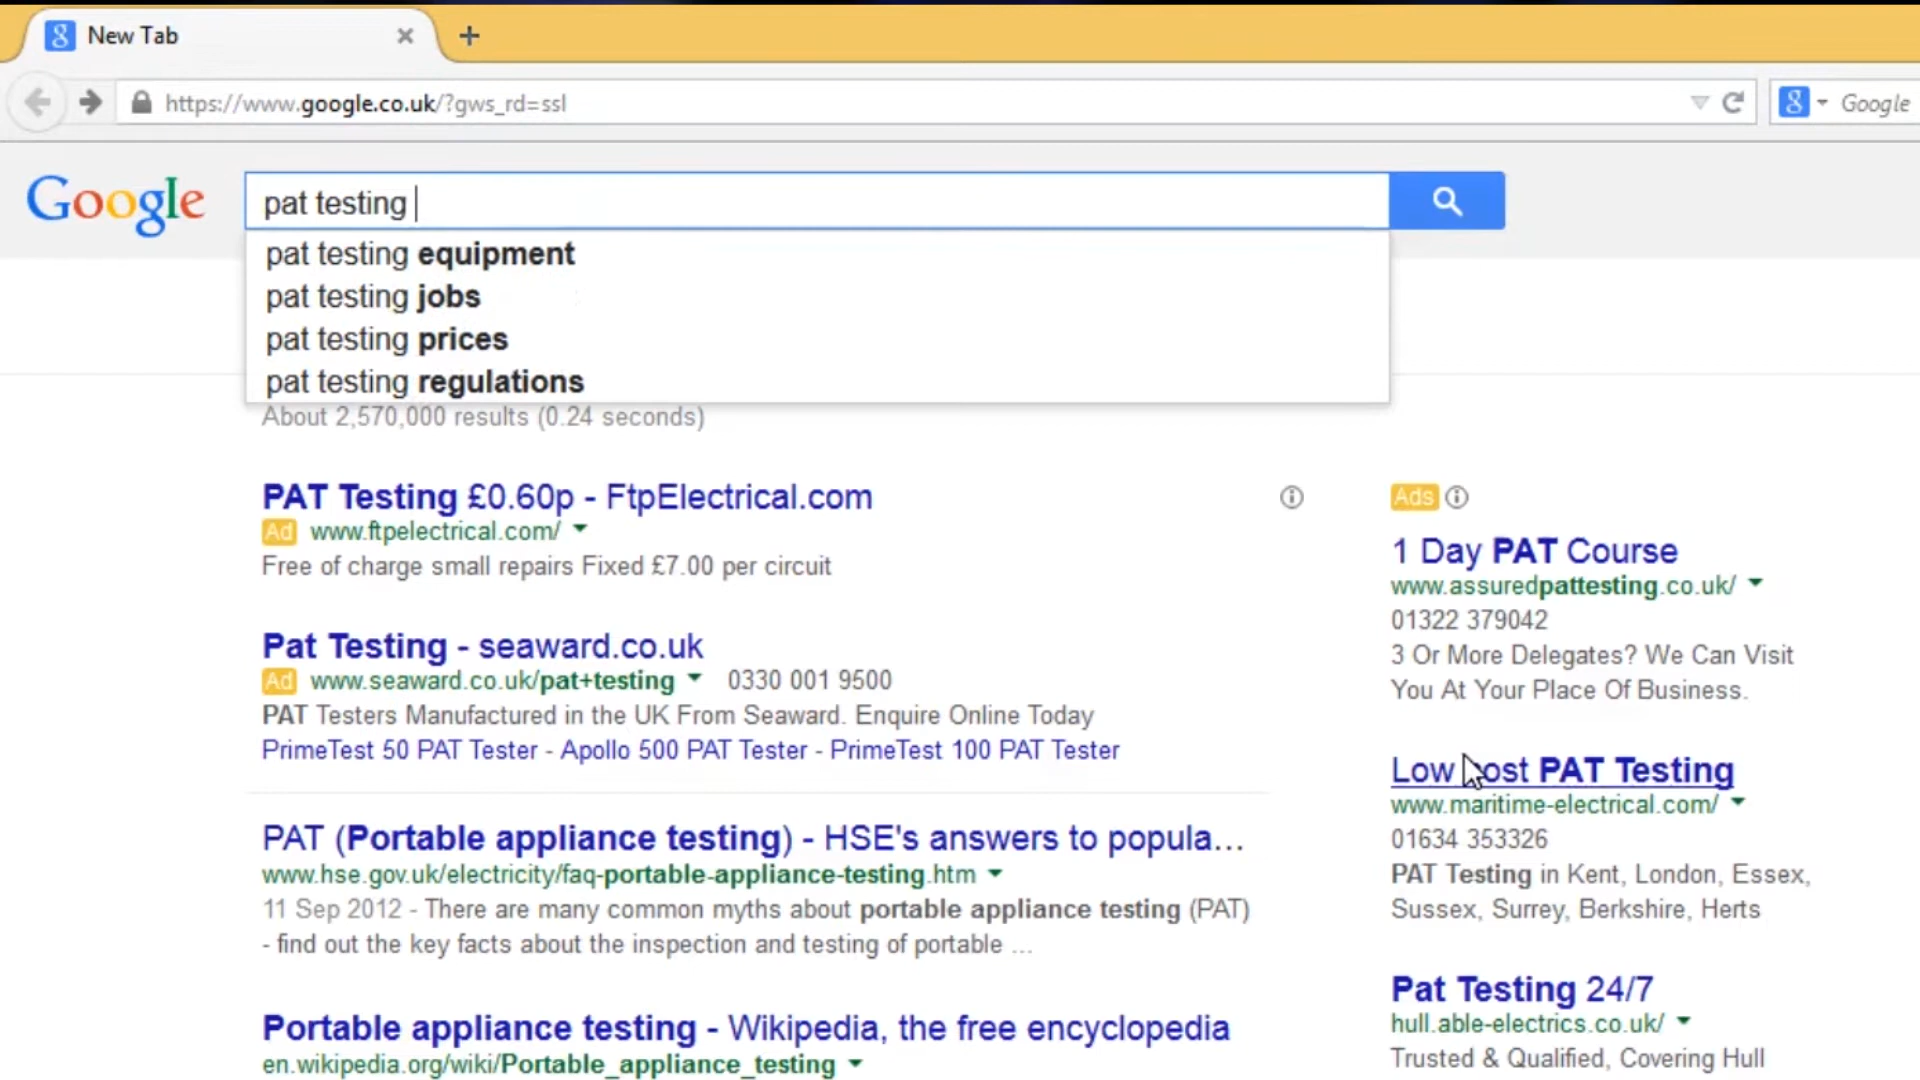 New Tab
https://www.google.co.uk/?gws_rd=ssl
Google
Google
pat testing
pat testing equipment
pat testing jobs
pat testing prices
pat testing regulations
About 2,570,000 results (0.24 seconds)
PAT Testing £0.60p - FtpElectrical.com
Ad www.ftpelectrical.com/
Free of charge small repairs Fixed £7.00 per circuit
Pat Testing - seaward.co.uk
Ad www.seaward.co.uk/pat+testing 0330 001 9500
PAT Testers Manufactured in the UK From Seaward. Enquire Online Today
PrimeTest 50 PAT Tester - Apollo 500 PAT Tester - PrimeTest 100 PAT Tester
PAT (Portable appliance testing) - HSE's answers to popula...
www.hse.gov.uk/electricity/faq-portable-appliance-testing.htm
11 Sep 2012 - There are many common myths about portable appliance testing (PAT)
- find out the key facts about the inspection and testing of portable ...
Portable appliance testing - Wikipedia, the free encyclopedia
en.wikipedia.org/wiki/Portable_appliance_testing
Ads
1 Day PAT Course
www.assuredpattesting.co.uk/
01322 379042
3 Or More Delegates? We Can Visit
You At Your Place Of Business.
Low Cost PAT Testing
www.maritime-electrical.com/
01634 353326
PAT Testing in Kent, London, Essex,
Sussex, Surrey, Berkshire, Herts
Pat Testing 24/7
hull.able-electrics.co.uk/
Trusted & Qualified, Covering Hull